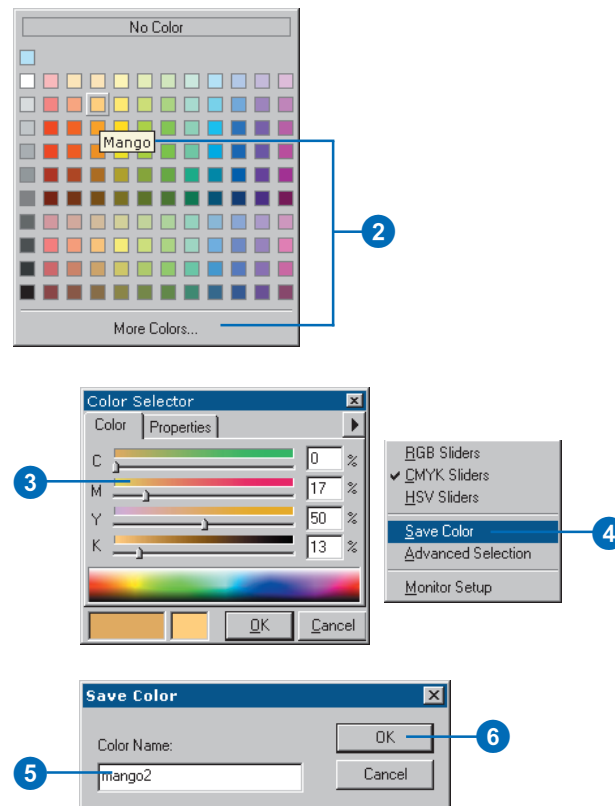 No Color
Mango
2
More Colors...
Color Selector
Color Properties
C 0 %
3
M 17 %
Y 50 %
K 13 %
OK Cancel
RGB Sliders
CMYK Sliders
HSV Sliders
Save Color
4
Advanced Selection
Monitor Setup
Save Color
Color Name:
OK
6
5
mango2
Cancel